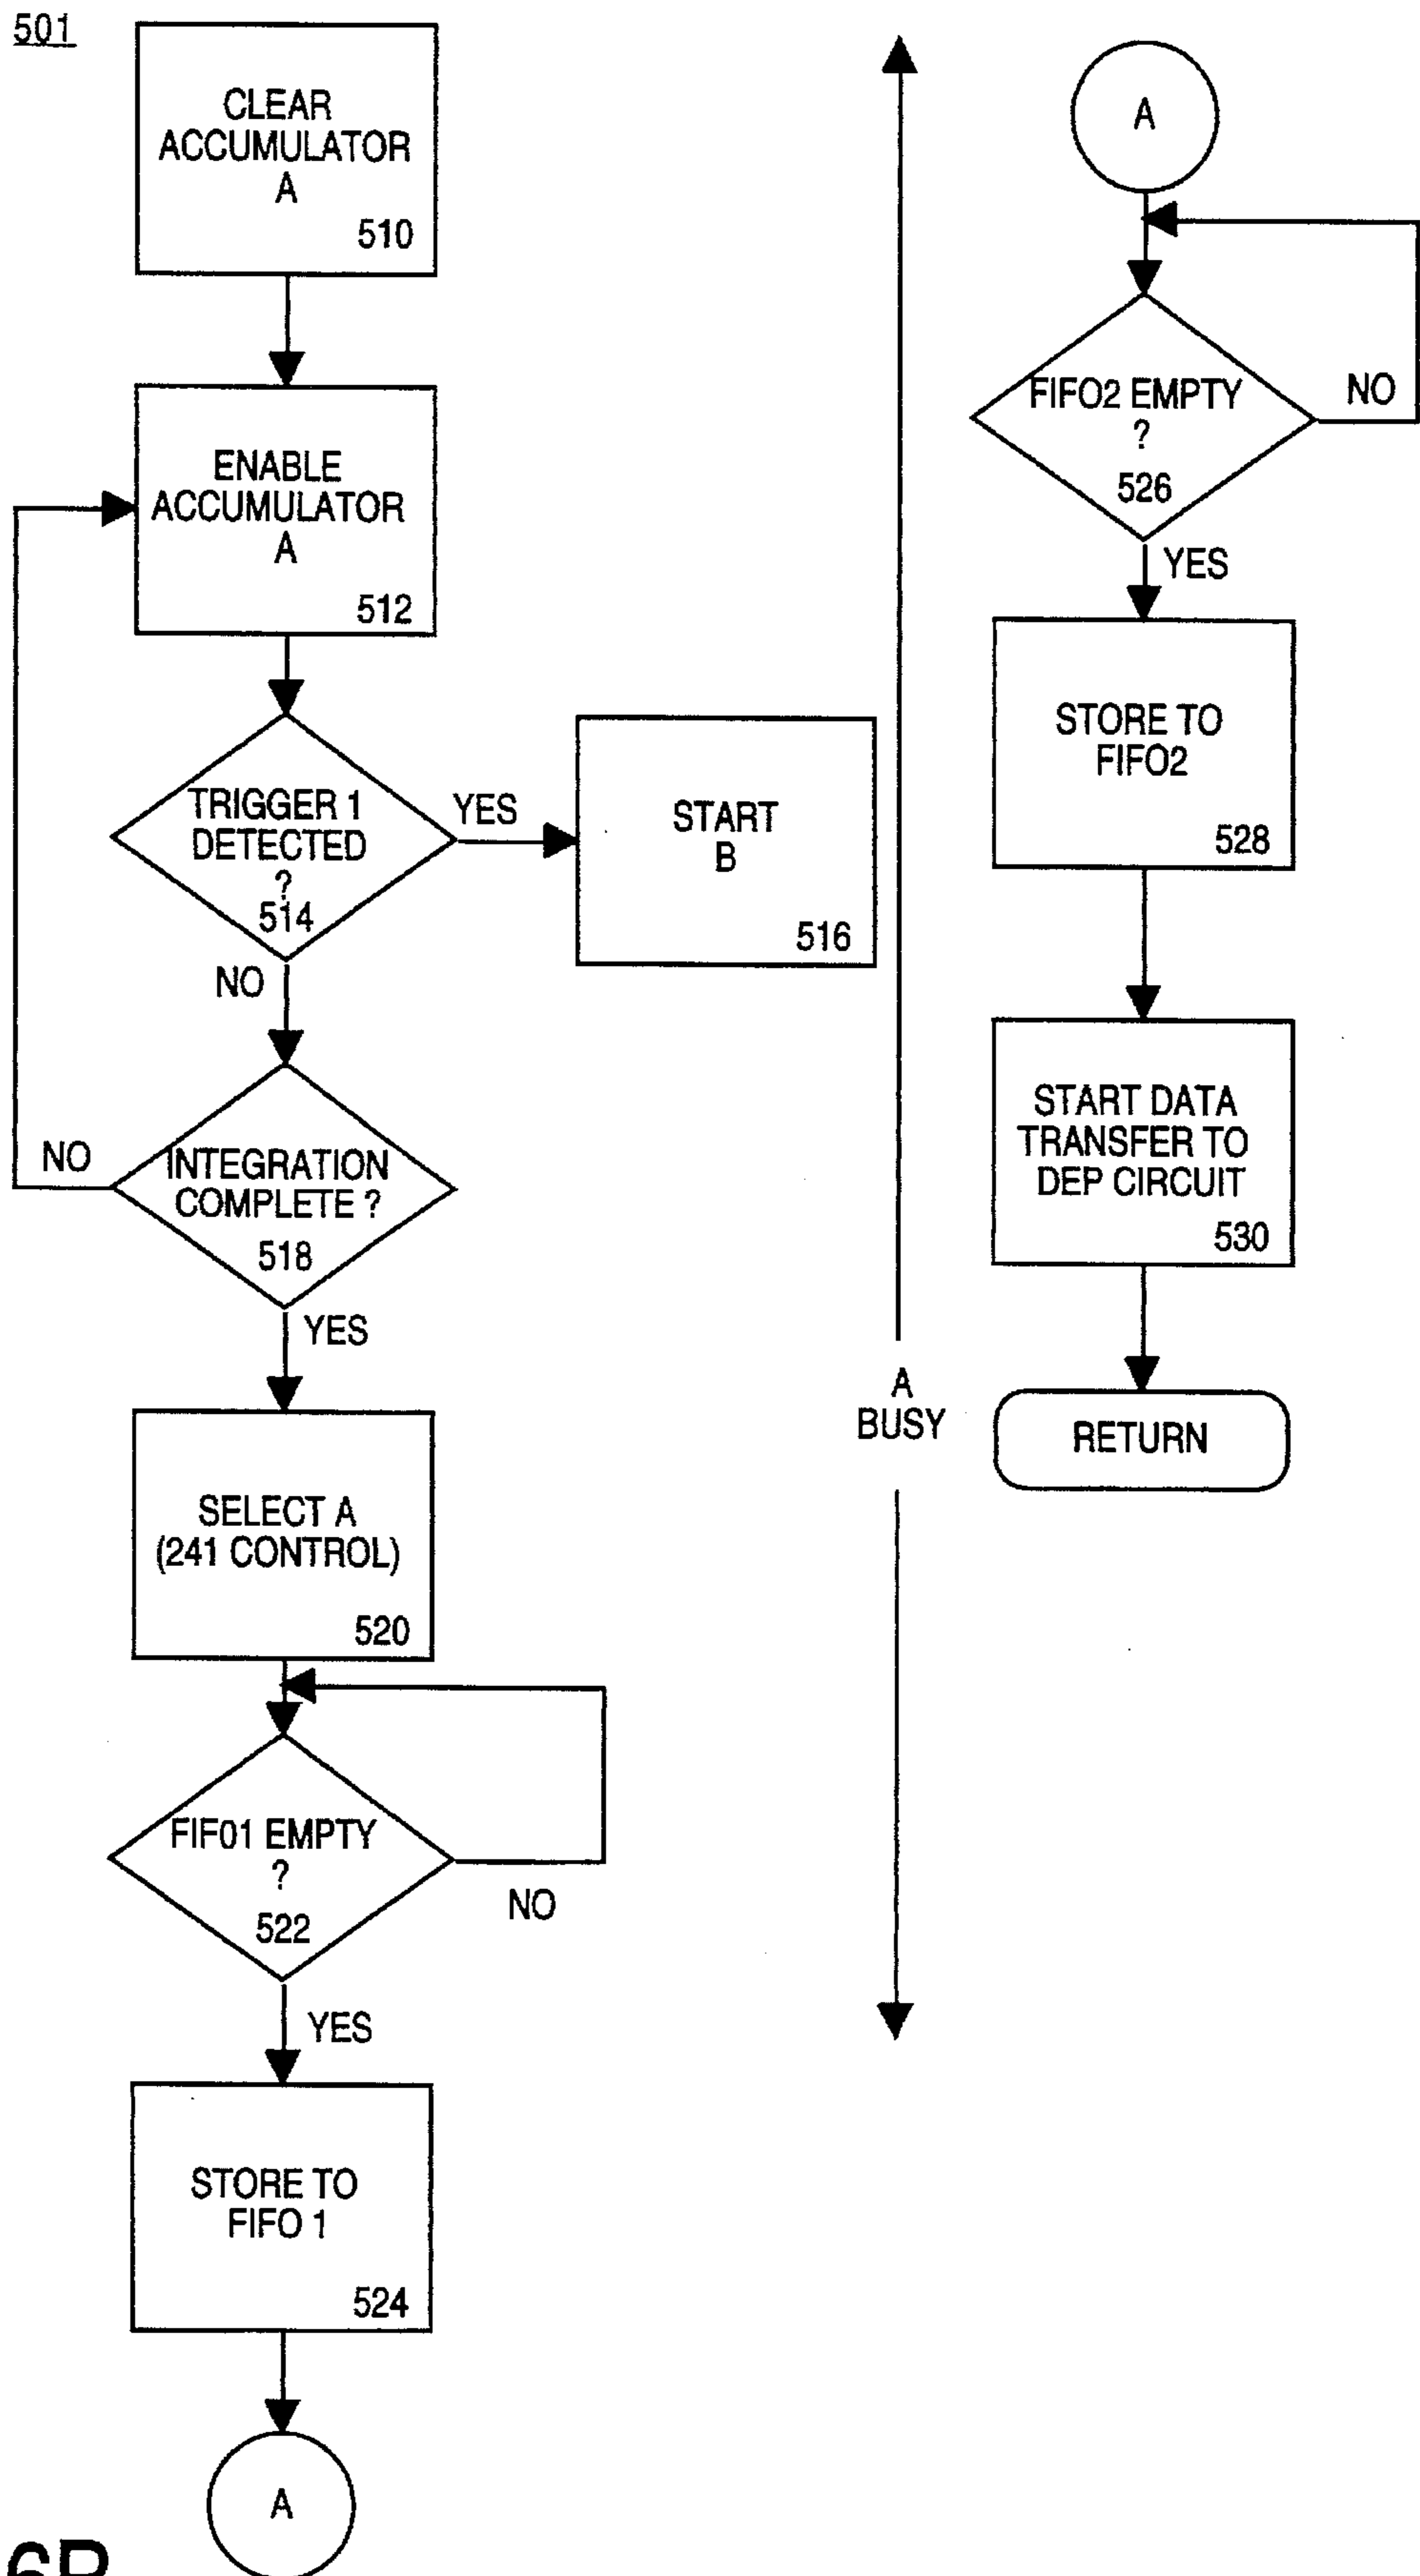 501
CLEAR
ACCUMULATOR
A
510
ENABLE
ACCUMULATOR
A
512
TRIGGER 1
DETECTED
?
514
YES
START
B
516
NO
INTEGRATION
COMPLETE ?
518
NO
YES
SELECT A
(241 CONTROL)
520
FIFO1 EMPTY
?
522
NO
YES
STORE TO
FIFO 1
524
A
A
BUSY
A
FIFO2 EMPTY
?
526
NO
YES
STORE TO
FIFO2
528
START DATA
TRANSFER TO
DEP CIRCUIT
530
RETURN